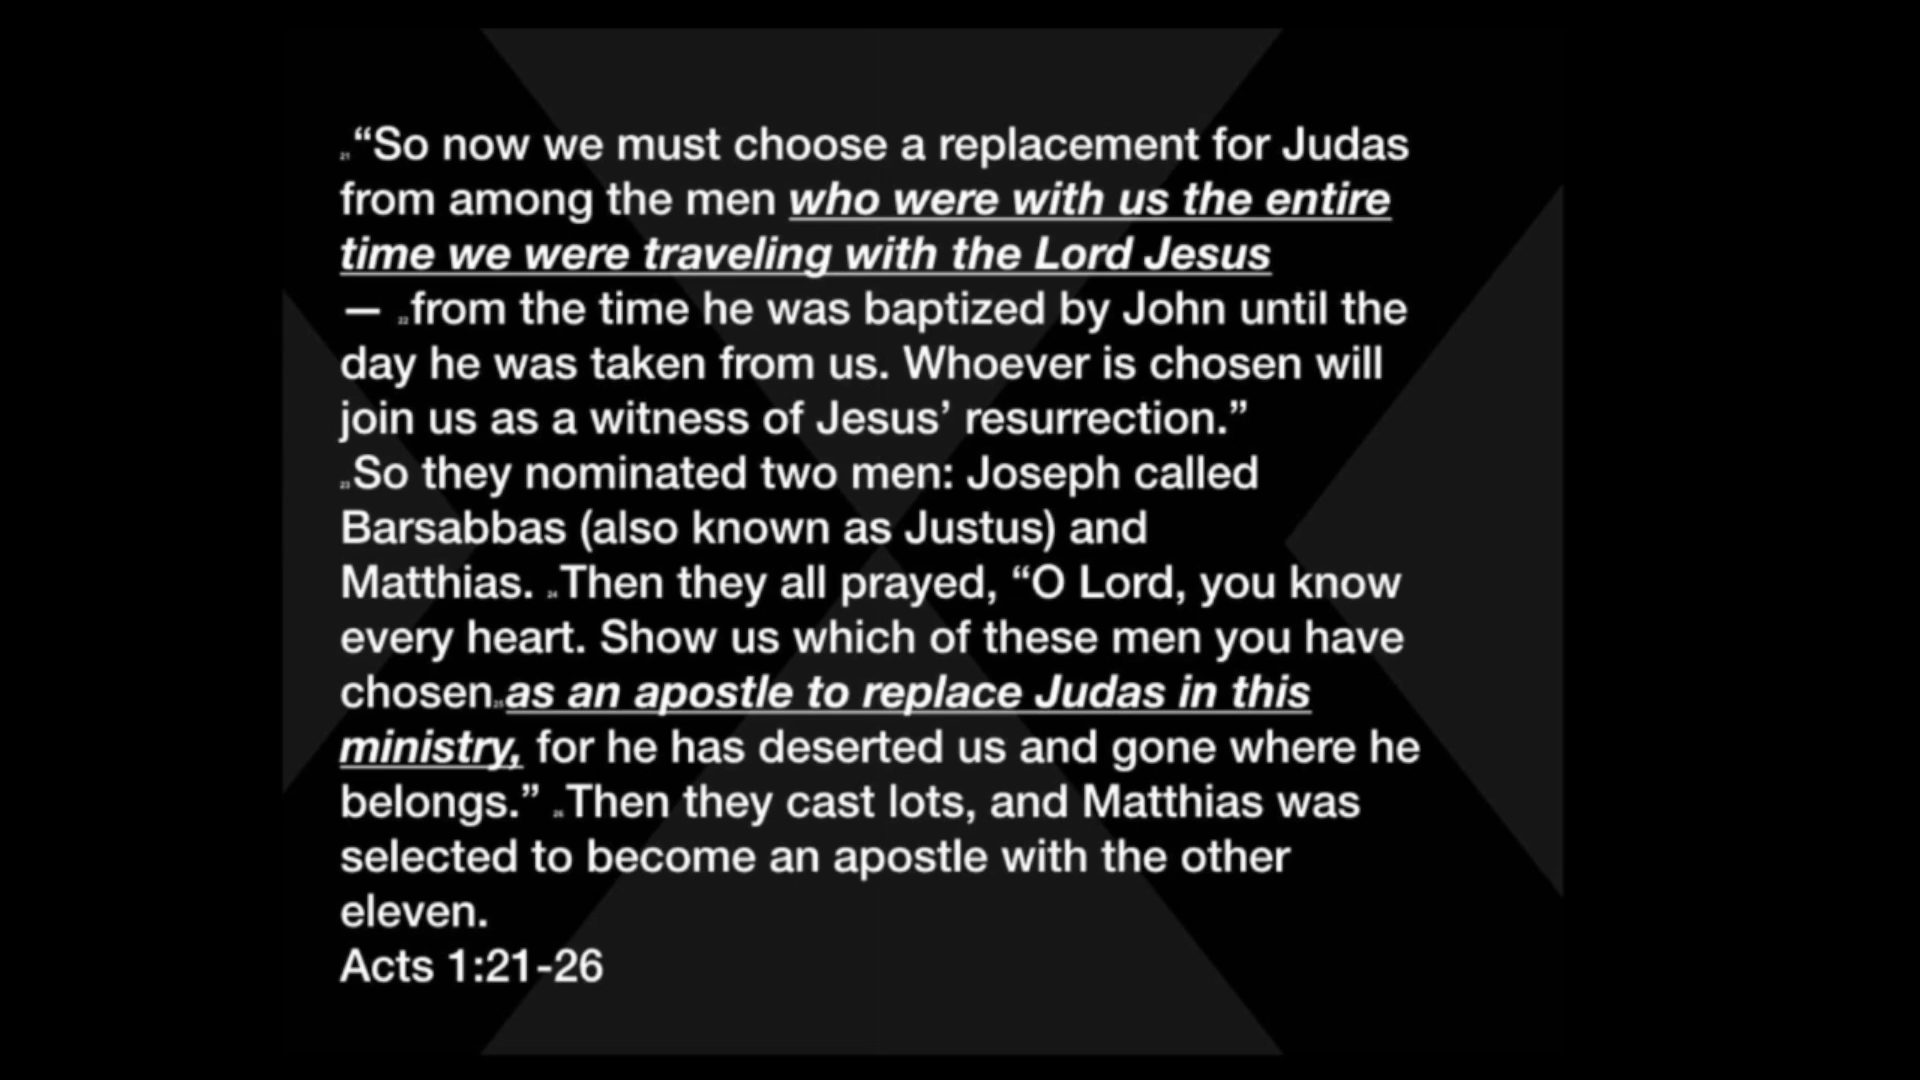 21 “So now we must choose a replacement for Judas
from among the men who were with us the entire
time we were traveling with the Lord Jesus
— 22 from the time he was baptized by John until the
day he was taken from us. Whoever is chosen will
join us as a witness of Jesus’ resurrection.”
23 So they nominated two men: Joseph called
Barsabbas (also known as Justus) and
Matthias. 24 Then they all prayed, “O Lord, you know
every heart. Show us which of these men you have
chosen 25 as an apostle to replace Judas in this
ministry, for he has deserted us and gone where he
belongs.” 26 Then they cast lots, and Matthias was
selected to become an apostle with the other
eleven.
Acts 1:21-26